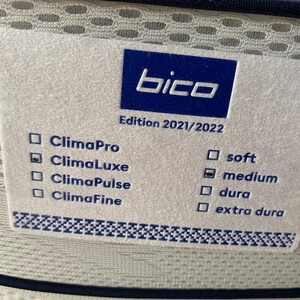 bico
Edition 2021/2022
ClimaPro
ClimaLuxe
ClimaPulse
ClimaFine
soft
medium
dura
extra dura